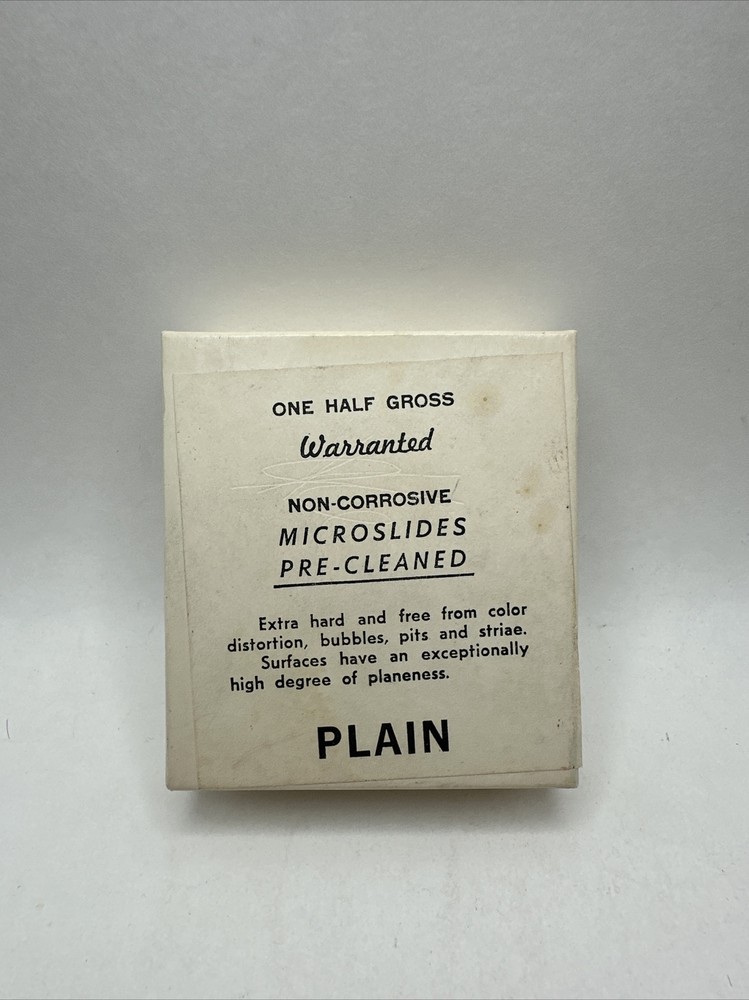 ONE HALF GROSS
Warranted
NON-CORROSIVE
MICROSLIDES
PRE-CLEANED
Extra hard and free from color
distortion, bubbles, pits and striae.
Surfaces have an exceptionally
high degree of planeness.
PLAIN